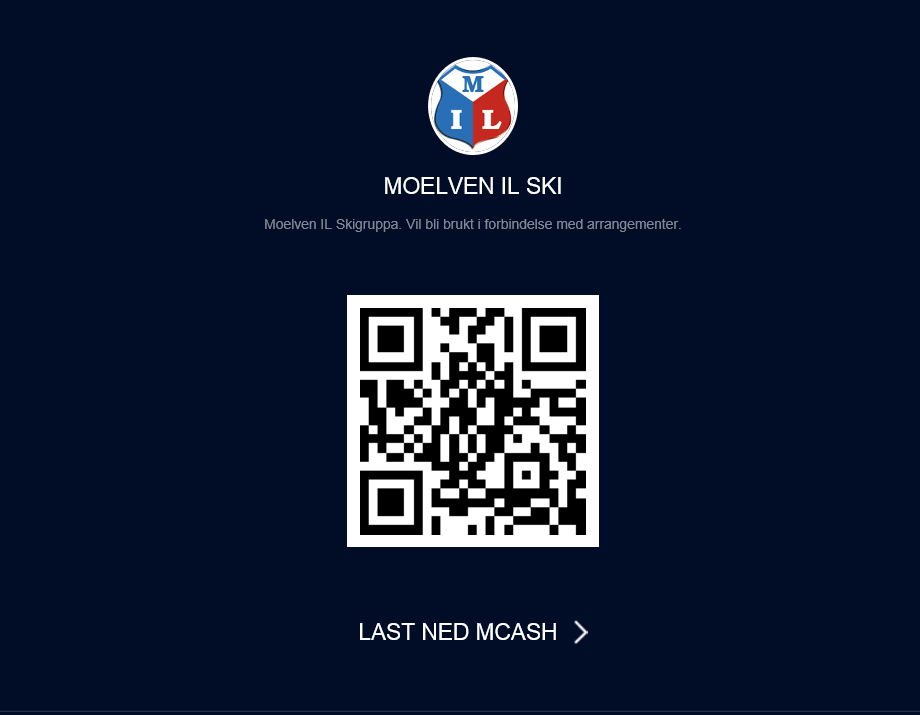 M
I L
MOELVEN IL SKI
Moelven IL Skigruppa. Vil bli brukt i forbindelse med arrangementer.
LAST NED MCASH